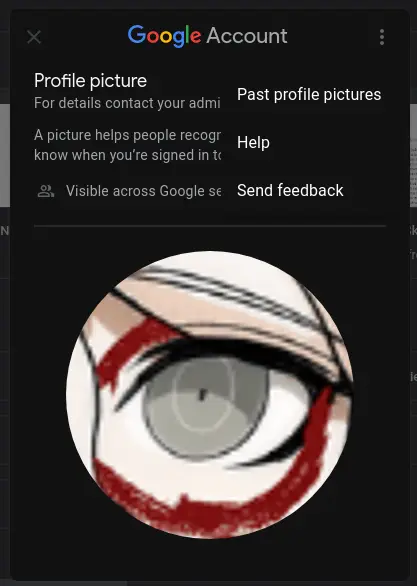 Google Account
Profile picture
For details contact your admi
A picture helps people recogr
know when you're signed in to
Visible across Google se
Past profile pictures
Help
Send feedback